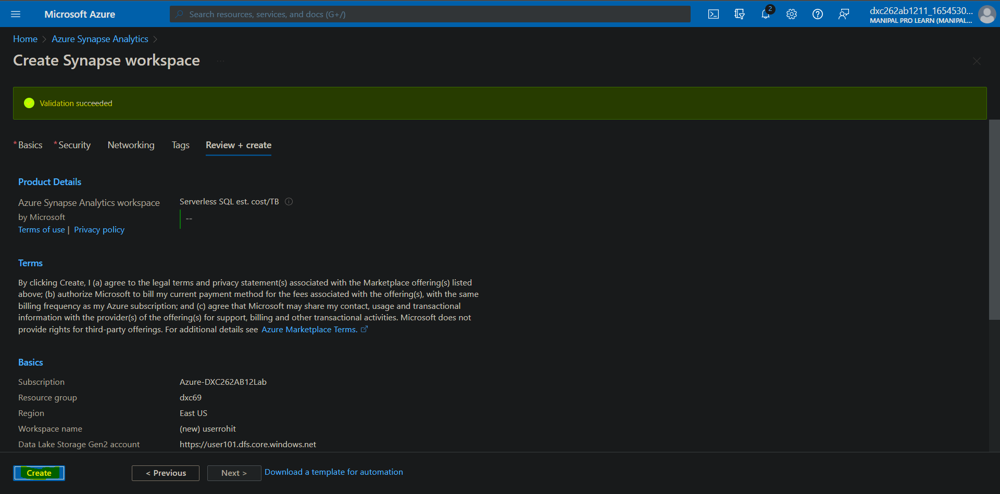 Microsoft Azure
Search resources, services, and docs (G+/)
2
dxc262ab1211_1654530...
MANIPAL PRO LEARN (MANIPAL...
Home > Azure Synapse Analytics >
Create Synapse workspace ...
Validation succeeded
* Basics * Security Networking Tags Review + create
Product Details
Azure Synapse Analytics workspace
by Microsoft
Terms of use | Privacy policy
Serverless SQL est. cost/TB
--
Terms
By clicking Create, I (a) agree to the legal terms and privacy statement(s) associated with the Marketplace offering(s) listed
above; (b) authorize Microsoft to bill my current payment method for the fees associated with the offering(s), with the same
billing frequency as my Azure subscription; and (c) agree that Microsoft may share my contact, usage and transactional
information with the provider(s) of the offering(s) for support, billing and other transactional activities. Microsoft does not
provide rights for third-party offerings. For additional details see Azure Marketplace Terms.
Basics
Subscription Azure-DXC262AB12Lab
Resource group dxc69
Region East US
Workspace name (new) userrohit
Data Lake Storage Gen2 account https://user101.dfs.core.windows.net
Create < Previous Next > Download a template for automation